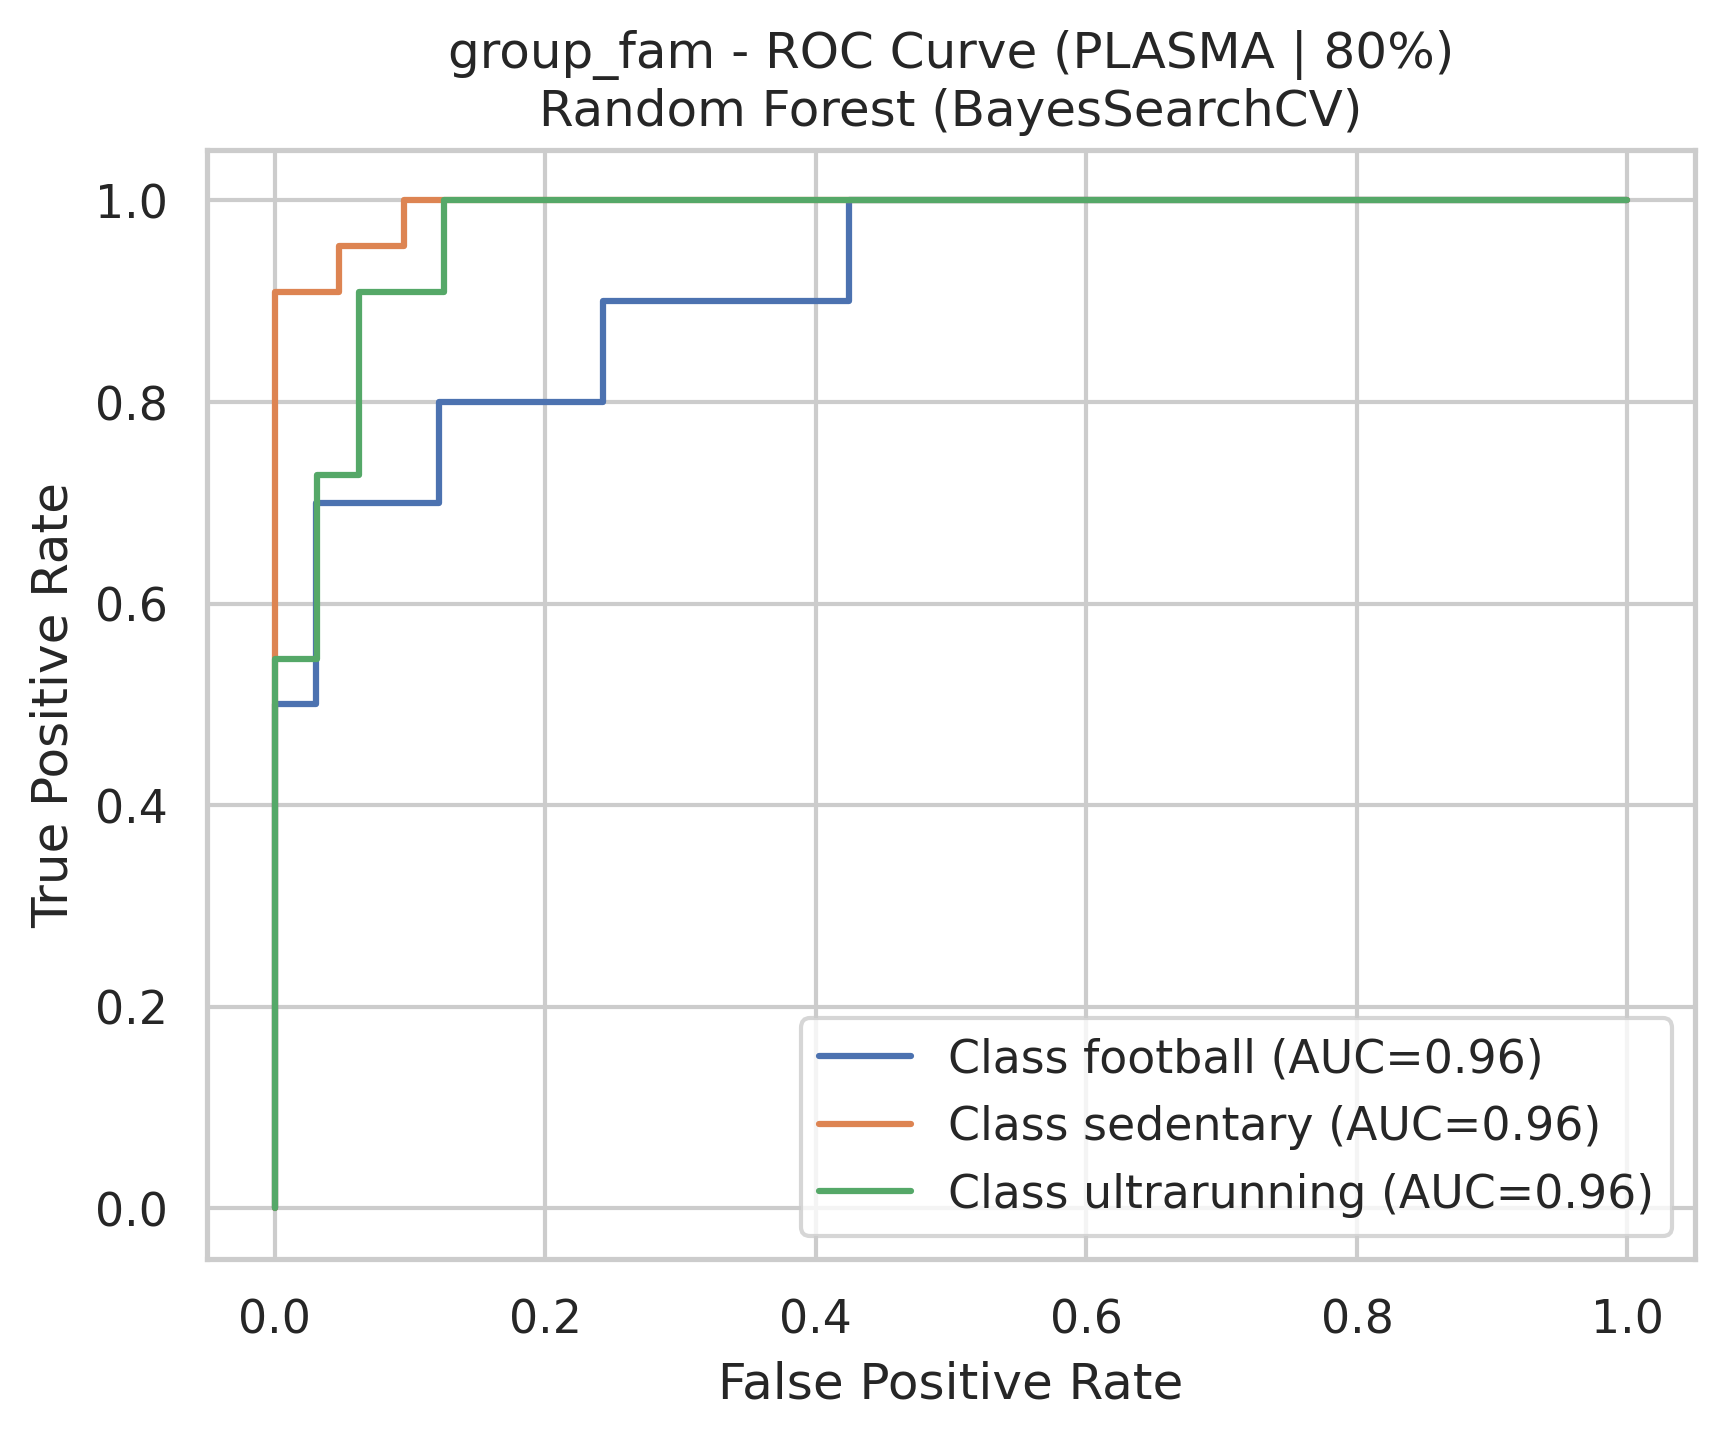 group_fam - ROC Curve (PLASMA | 80%)
Random Forest (BayesSearchCV)
True Positive Rate
1.0
0.8
0.6
0.4
0.2
0.0
Class football (AUC=0.96)
Class sedentary (AUC=0.96)
Class ultrarunning (AUC=0.96)
0.0 0.2 0.4 0.6 0.8 1.0
False Positive Rate